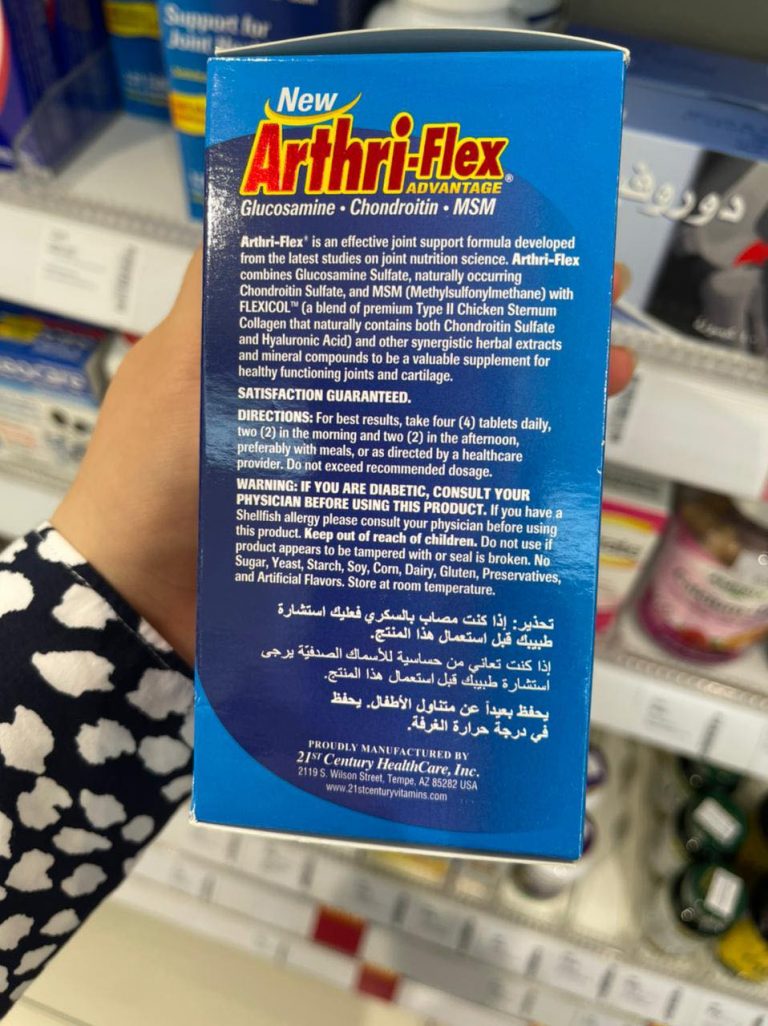 Support for
New
Arthri-Flex
ADVANTAGE®
Glucosamine • Chondroitin • MSM
Arthri-Flex® is an effective joint support formula developed
from the latest studies on joint nutrition science. Arthri-Flex
combines Glucosamine Sulfate, naturally occurring
Chondroitin Sulfate, and MSM (Methylsulfonylmethane) with
FLEXICOL™ (a blend of premium Type II Chicken Sternum
Collagen that naturally contains both Chondroitin Sulfate
and Hyaluronic Acid) and other synergistic herbal extracts
and mineral compounds to be a valuable supplement for
healthy functioning joints and cartilage.
SATISFACTION GUARANTEED.
DIRECTIONS: For best results, take four (4) tablets daily,
two (2) in the morning and two (2) in the afternoon,
preferably with meals, or as directed by a healthcare
provider. Do not exceed recommended dosage.
WARNING: IF YOU ARE DIABETIC, CONSULT YOUR
PHYSICIAN BEFORE USING THIS PRODUCT. If you have a
Shellfish allergy please consult your physician before using
this product. Keep out of reach of children. Do not use if
product appears to be tampered with or seal is broken. No
Sugar, Yeast, Starch, Soy, Corn, Dairy, Gluten, Preservatives,
and Artificial Flavors. Store at room temperature.
تحذير: إذا كنت مصاب بالسكري فعليك استشارة
طبيبك قبل استعمال هذا المنتج.
إذا كنت تعاني من حساسية للأسماك الصدفيّة يرجى
استشارة طبيبك قبل استعمال هذا المنتج.
يحفظ بعيداً عن متناول الأطفال. يحفظ
في درجة حرارة الغرفة.
PROUDLY MANUFACTURED BY
21ST Century HealthCare, Inc.
2119 S. Wilson Street, Tempe, AZ 85282 USA
www.21stcenturyvitamins.com